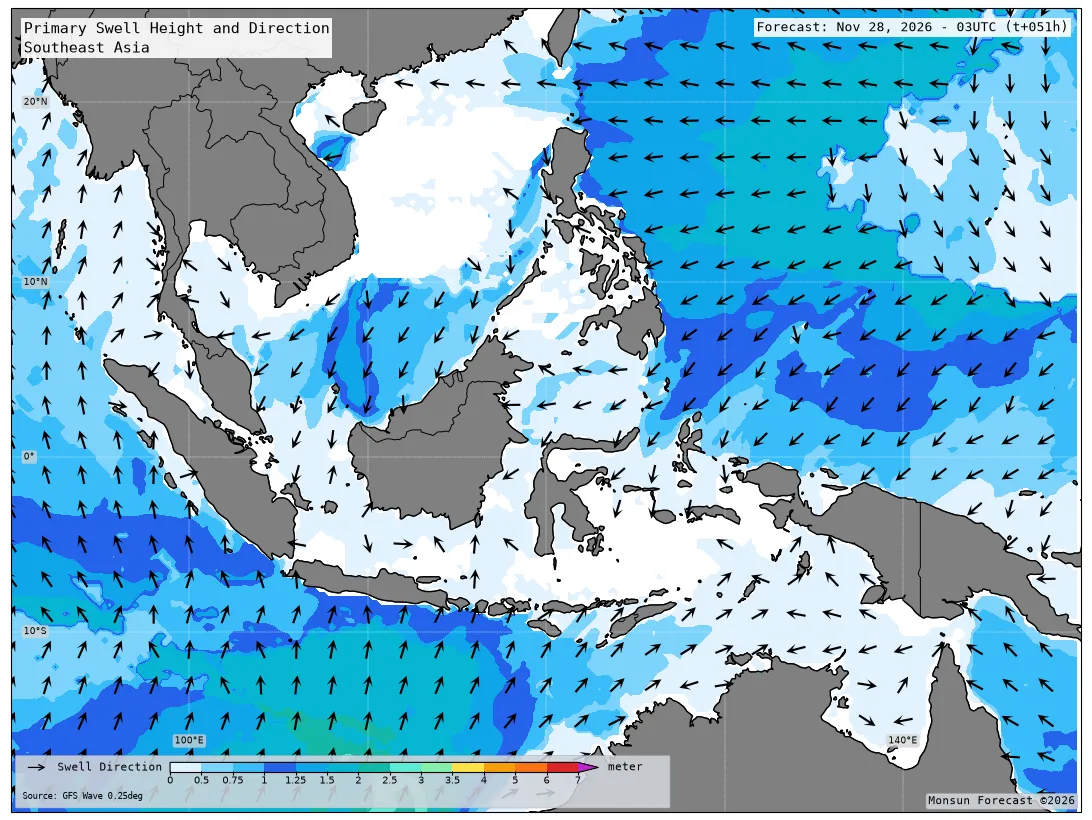 Primary Swell Height and Direction
Southeast Asia
Forecast: Nov 28, 2026 - 03UTC (t+051h)
20°N
10°N
0°
10°S
100°E
140°E
Swell Direction
meter
0 0.5 0.75 1 1.25 1.5 2 2.5 3 3.5 4 5 6 7
Source: GFS Wave 0.25deg
Monsun Forecast ©2026